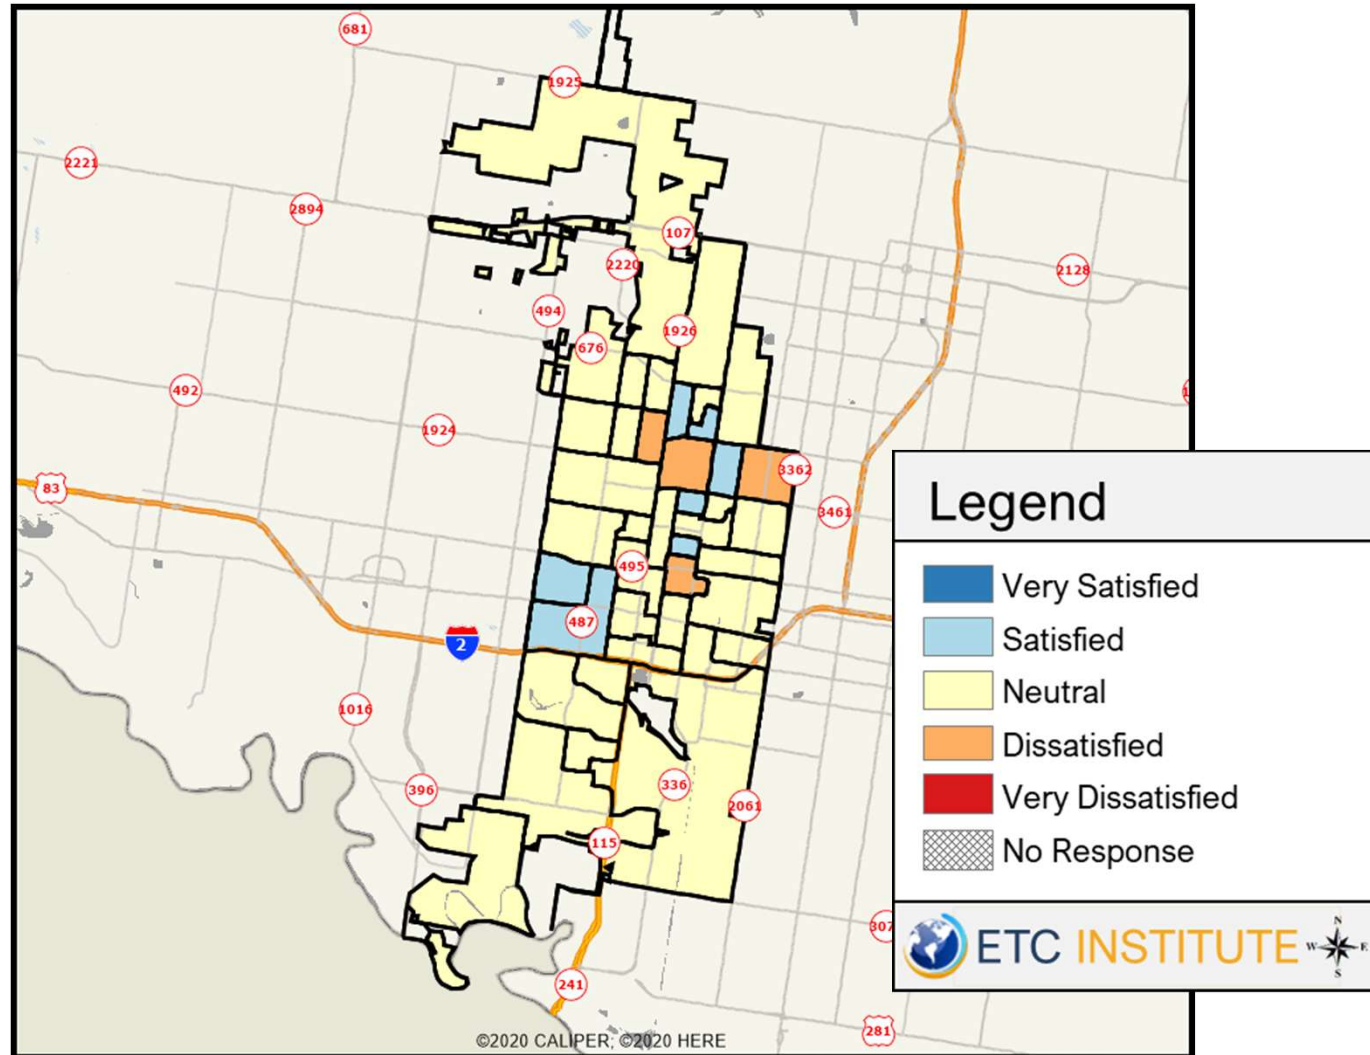 681
1925
2221
2894
107
2220
2128
494
1926
676
492
1924
3362
83
3461
495
487
2
1016
336
396
2061
115
307
241
281
©2020 CALIPER; ©2020 HERE
Legend
Very Satisfied
Satisfied
Neutral
Dissatisfied
Very Dissatisfied
No Response
ETC INSTITUTE
N
W E
S